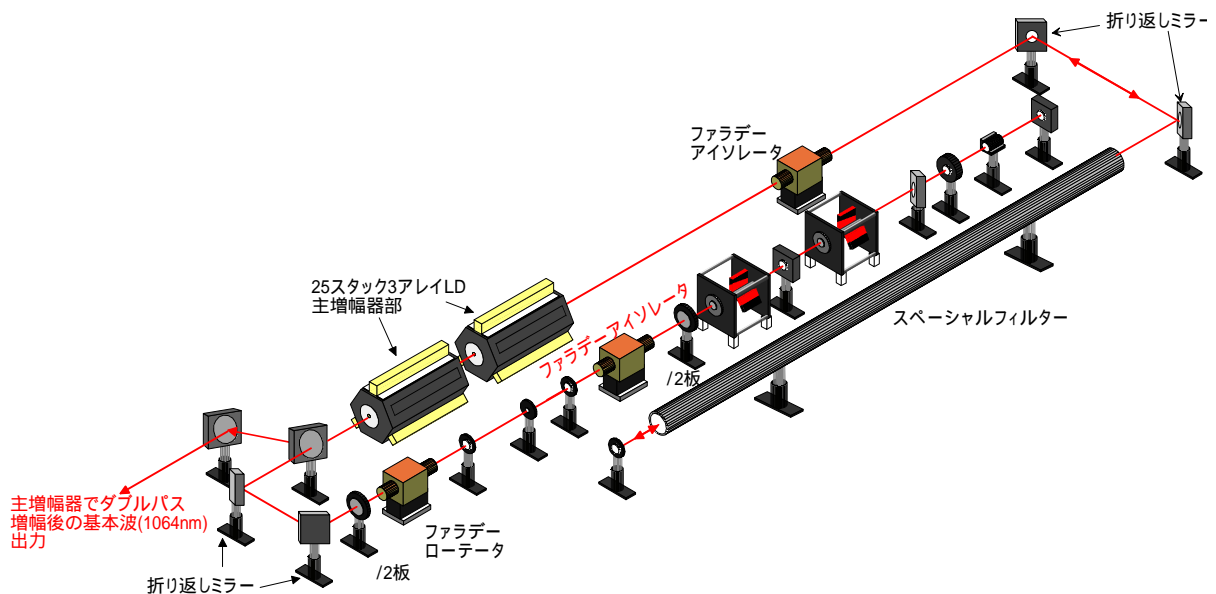 折り返しミラー
ファラデー
アイソレータ
25スタック3アレイLD
主増幅器部
ファラデーアイソレータ
スペーシャルフィルター
/2板
主増幅器でダブルパス
増幅後の基本波(1064nm)
出力
ファラデー
ローテータ
/2板
折り返しミラー